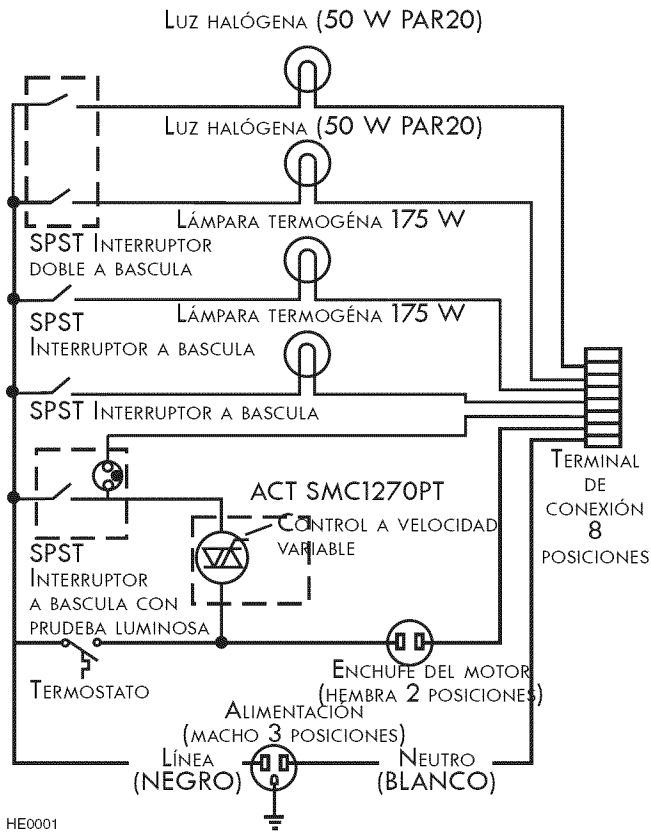 LUZ HALÓGENA (50 W PAR20)
LUZ HALÓGENA (50 W PAR20)
LÁMPARA TERMOGÉNA 175 W
SPST INTERRUPTOR
DOBLE A BASCULA
LÁMPARA TERMOGÉNA 175 W
SPST
INTERRUPTOR A BASCULA
SPST INTERRUPTOR A BASCULA
TERMINAL
DE
CONEXIÓN
8
POSICIONES
ACT SMC1270PT
CONTROL A VELOCIDAD
VARIABLE
SPST
INTERRUPTOR
A BASCULA CON
PRUDEBA LUMINOSA
TERMOSTATO
ENCHUFE DEL MOTOR
(HEMBRA 2 POSICIONES)
ALIMENTACIÓN
(MACHO 3 POSICIONES)
LÍNEA
(NEGRO)
NEUTRO
(BLANCO)
HE0001